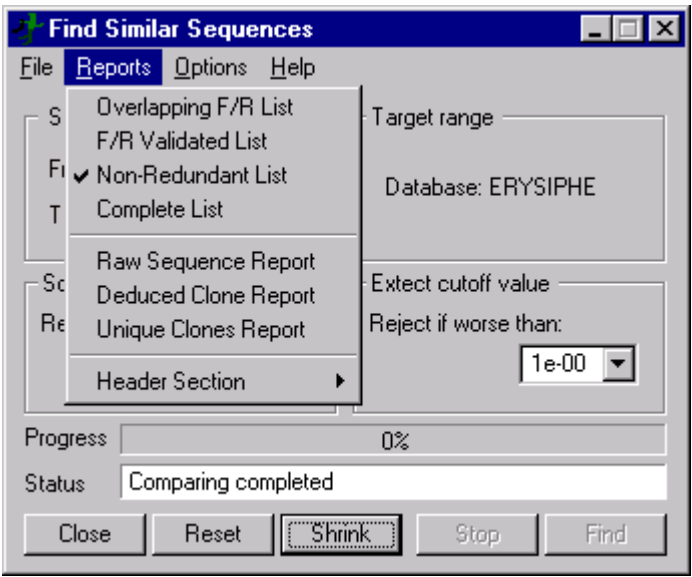 Find Similar Sequences
File Reports Options Help
Overlapping F/R List
F/R Validated List
Non-Redundant List
Complete List
Raw Sequence Report
Deduced Clone Report
Unique Clones Report
Header Section
Target range
Database: ERYSIPHE
Extect cutoff value
Reject if worse than:
1e-00
Progress 0%
Status Comparing completed
Close Reset Shrink Stop Find